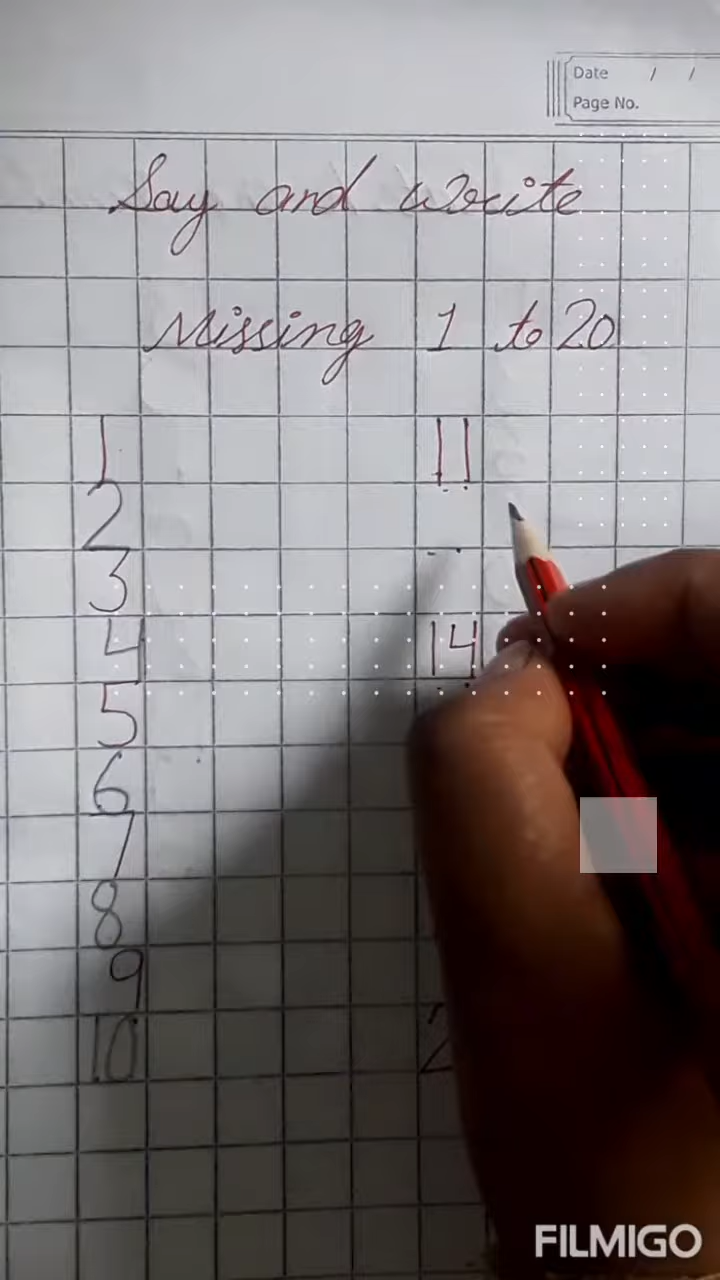 Date / /
Page No.
Say and Write
Missing 1 to 20
1 11
2
3
4 14
5
6
7
8
9
10 2
FILMIGO